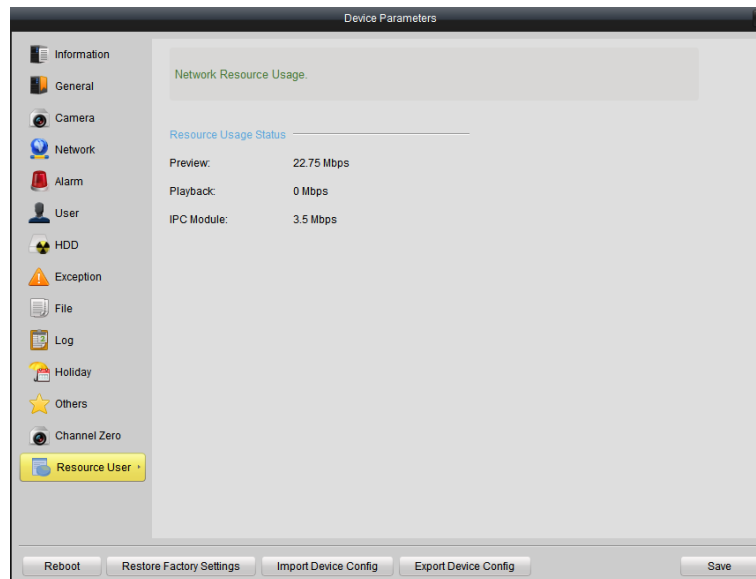 Device Parameters
Information
General
Camera
Network
Alarm
User
HDD
Exception
File
Log
Holiday
Others
Channel Zero
Resource User
Network Resource Usage.
Resource Usage Status
Preview: 22.75 Mbps
Playback: 0 Mbps
IPC Module: 3.5 Mbps
Reboot Restore Factory Settings Import Device Config Export Device Config Save